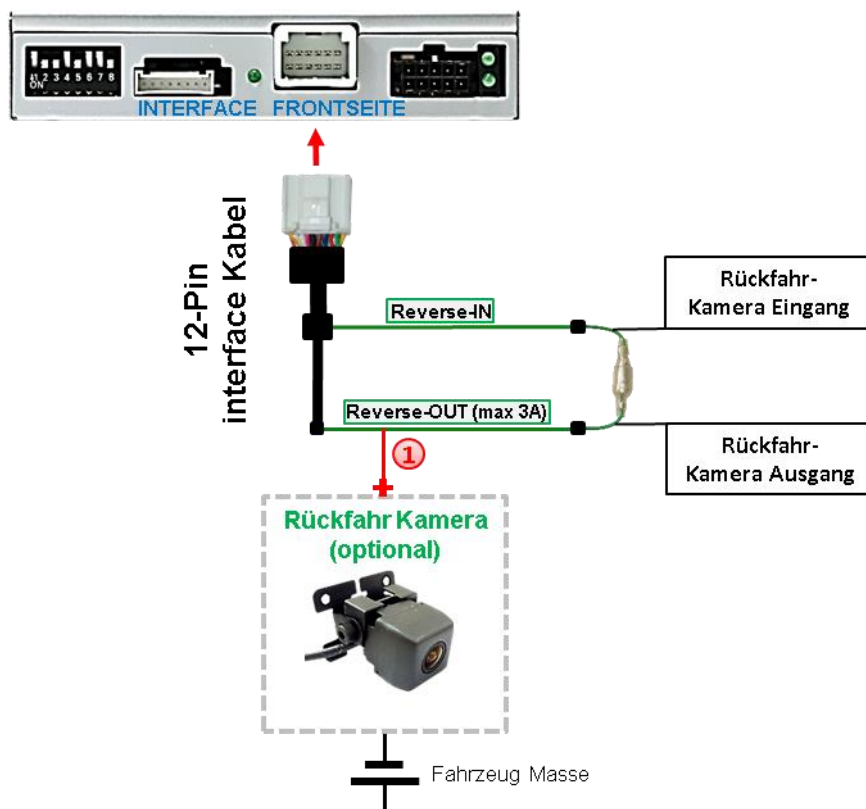 1 2 3 4 5 6 7 8
ON
INTERFACE FRONTSEITE
12-Pin
interface Kabel
Reverse-IN
Rückfahr-
Kamera Eingang
Reverse-OUT (max 3A)
1
Rückfahr-
Kamera Ausgang
Rückfahr Kamera
(optional)
Fahrzeug Masse